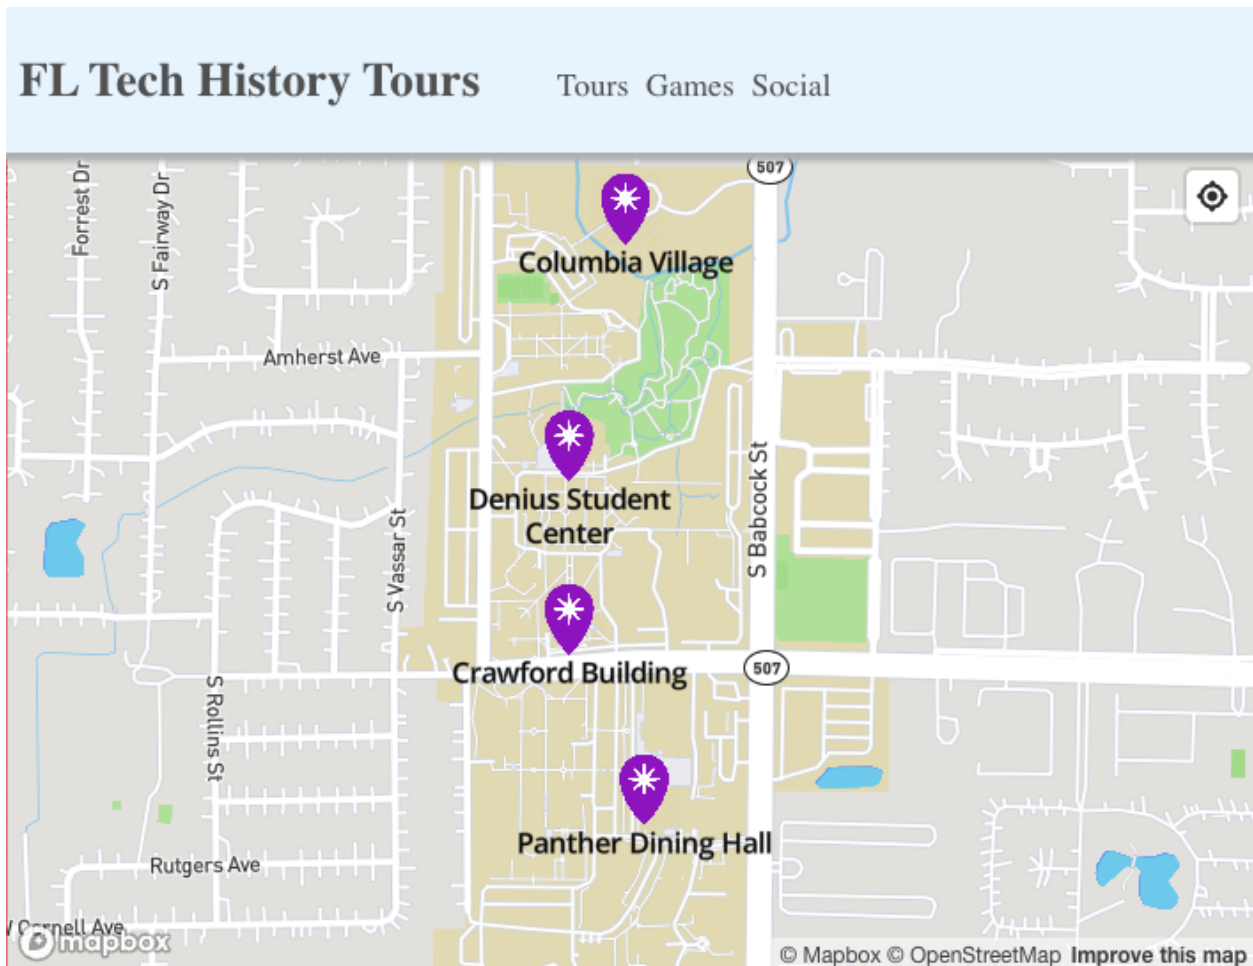 FL Tech History Tours
Tours Games Social
507
Forrest Dr
S Fairway Dr
Columbia Village
Amherst Ave
Denius Student
Center
S Babcock St
S Vassar St
Crawford Building
507
S Rollins St
Panther Dining Hall
Rutgers Ave
W Cornell Ave
mapbox
© Mapbox © OpenStreetMap Improve this map